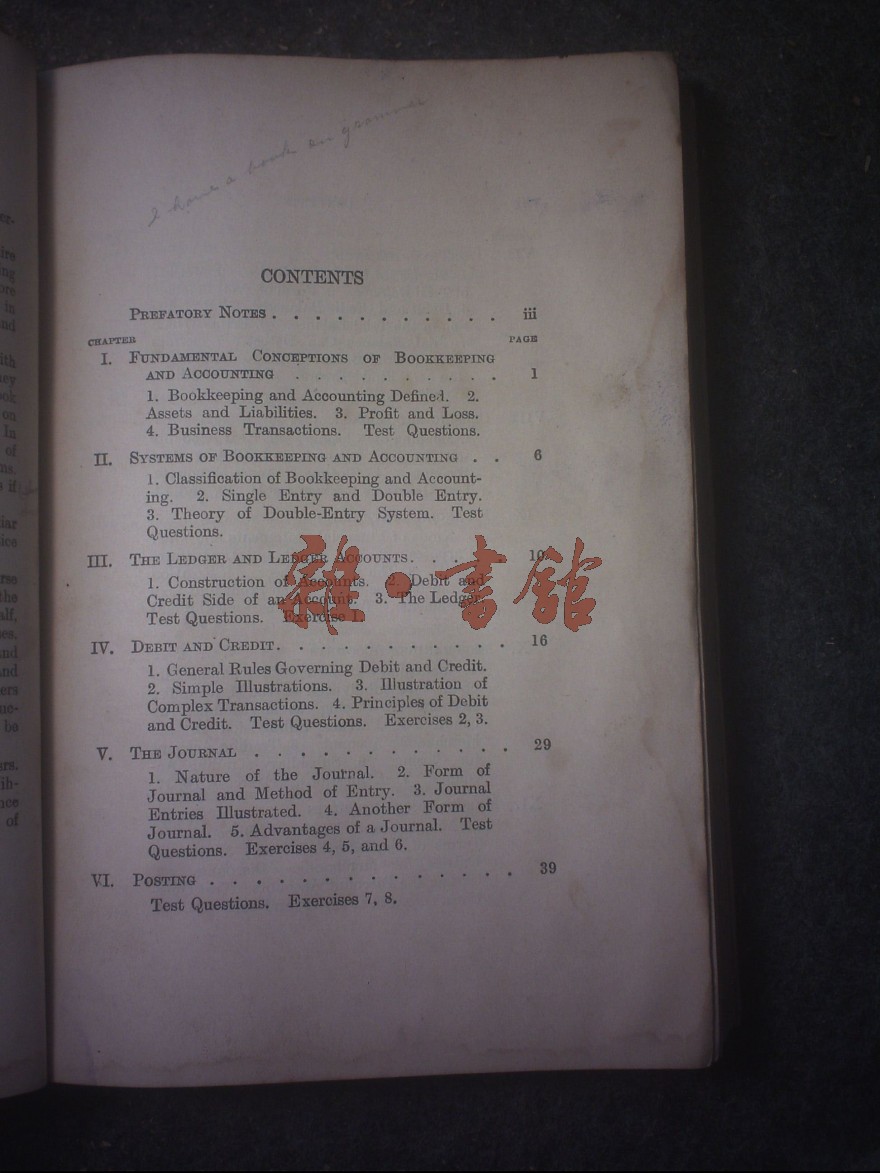 I have a book on grammar
CONTENTS
PREFATORY NOTES . . . . . . . . . . . iii
CHAPTER PAGE
I. FUNDAMENTAL CONCEPTIONS OF BOOKKEEPING
AND ACCOUNTING . . . . . . . . . . 1
1. Bookkeeping and Accounting Defined. 2.
Assets and Liabilities. 3. Profit and Loss.
4. Business Transactions. Test Questions.
II. SYSTEMS OF BOOKKEEPING AND ACCOUNTING . . 6
1. Classification of Bookkeeping and Account-
ing. 2. Single Entry and Double Entry.
3. Theory of Double-Entry System. Test
Questions.
III. THE LEDGER AND LEDGER ACCOUNTS. . . . . 10
1. Construction of Accounts. 2. Debit and
Credit Side of an Account. 3. The Ledger.
Test Questions. Exercise 1.
雜·書館
IV. DEBIT AND CREDIT. . . . . . . . . . . 16
1. General Rules Governing Debit and Credit.
2. Simple Illustrations. 3. Illustration of
Complex Transactions. 4. Principles of Debit
and Credit. Test Questions. Exercises 2, 3.
V. THE JOURNAL . . . . . . . . . . . . 29
1. Nature of the Journal. 2. Form of
Journal and Method of Entry. 3. Journal
Entries Illustrated. 4. Another Form of
Journal. 5. Advantages of a Journal. Test
Questions. Exercises 4, 5, and 6.
VI. POSTING . . . . . . . . . . . . . . 39
Test Questions. Exercises 7, 8.